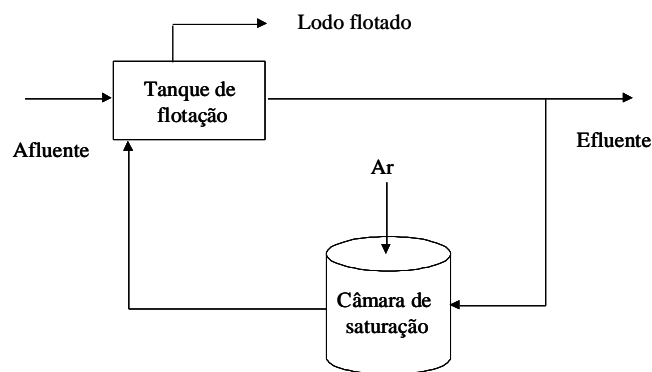 Lodo flotado
Tanque de
flotação
Afluente
Efluente
Ar
Câmara de
saturação